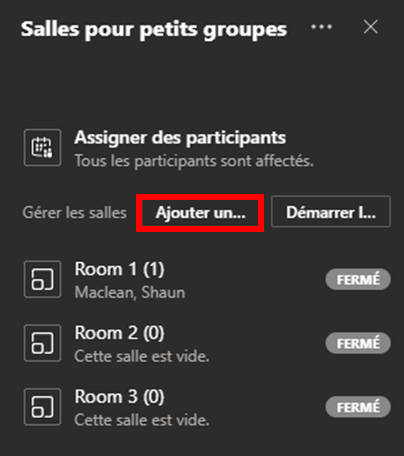 Salles pour petits groupes
Assigner des participants
Tous les participants sont affectés.
Gérer les salles Ajouter un... Démarrer l...
Room 1 (1) FERMÉ
Maclean, Shaun
Room 2 (0) FERMÉ
Cette salle est vide.
Room 3 (0) FERMÉ
Cette salle est vide.